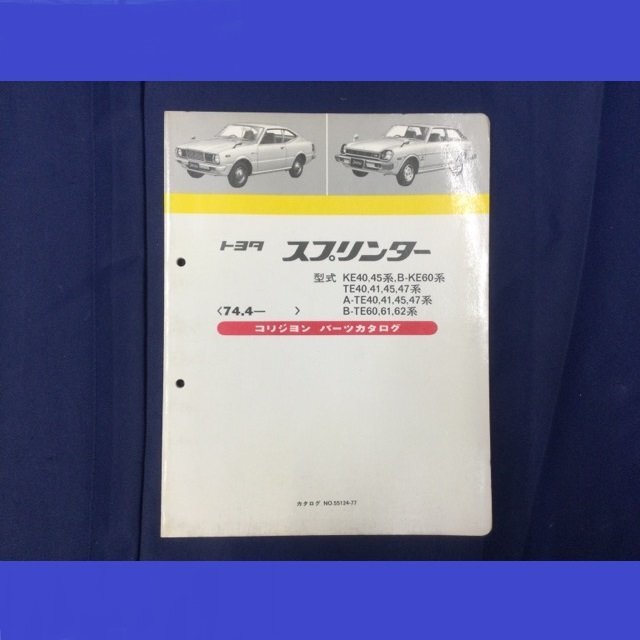 トヨタ スプリンター
型式 KE40,45系,B-KE60系
TE40,41,45,47系
A-TE40,41,45,47系
〈74.4― 〉 B-TE60,61,62系
コリジョン パーツカタログ
カタログ NO.55124-77